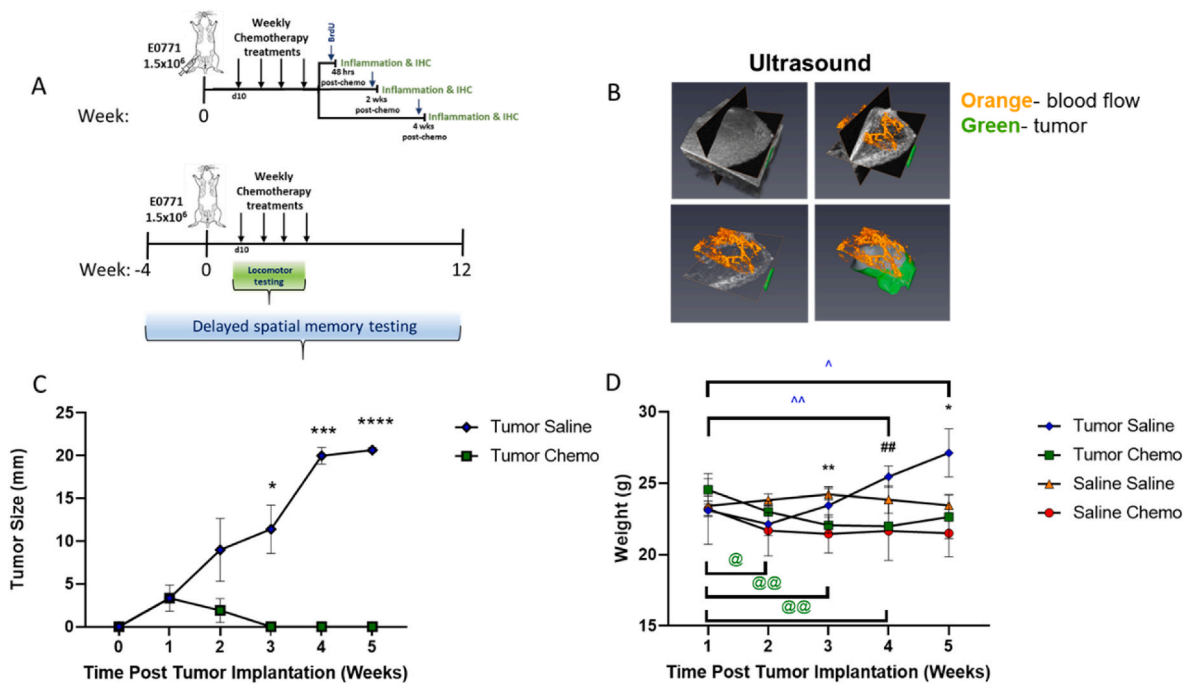 A
E0771
1.5x10⁶
Weekly
Chemotherapy
treatments
BrdU
d10
Inflammation & IHC
48 hrs
post-chemo
Inflammation & IHC
2 wks
post-chemo
Inflammation & IHC
4 wks
post-chemo
Week: 0
E0771
1.5x10⁶
Weekly
Chemotherapy
treatments
d10
Week: -4 0 12
Locomotor
testing
Delayed spatial memory testing
B
Ultrasound
Orange- blood flow
Green- tumor
C
Tumor Size (mm)
25
20
15
10
5
0
* *** ****
0 1 2 3 4 5
Time Post Tumor Implantation (Weeks)
Tumor Saline
Tumor Chemo
D
Weight (g)
30
25
20
15
^
^^
** ## *
@
@@
@@
1 2 3 4 5
Time Post Tumor Implantation (Weeks)
Tumor Saline
Tumor Chemo
Saline Saline
Saline Chemo